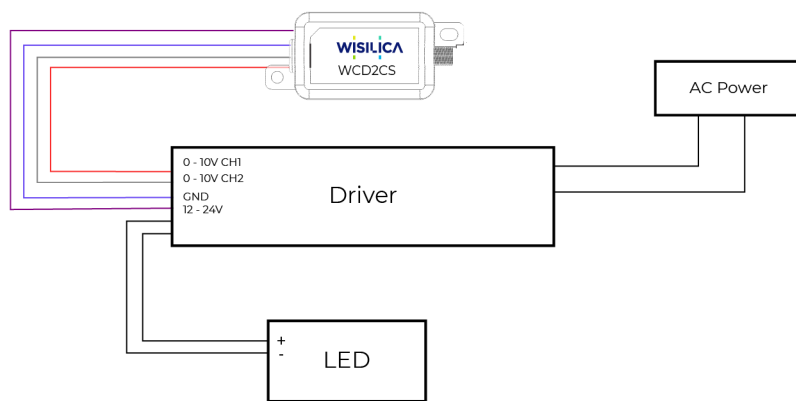 WISILICA
WCD2CS
AC Power
0 - 10V CH1
0 - 10V CH2
GND
12 - 24V
Driver
+
-
LED